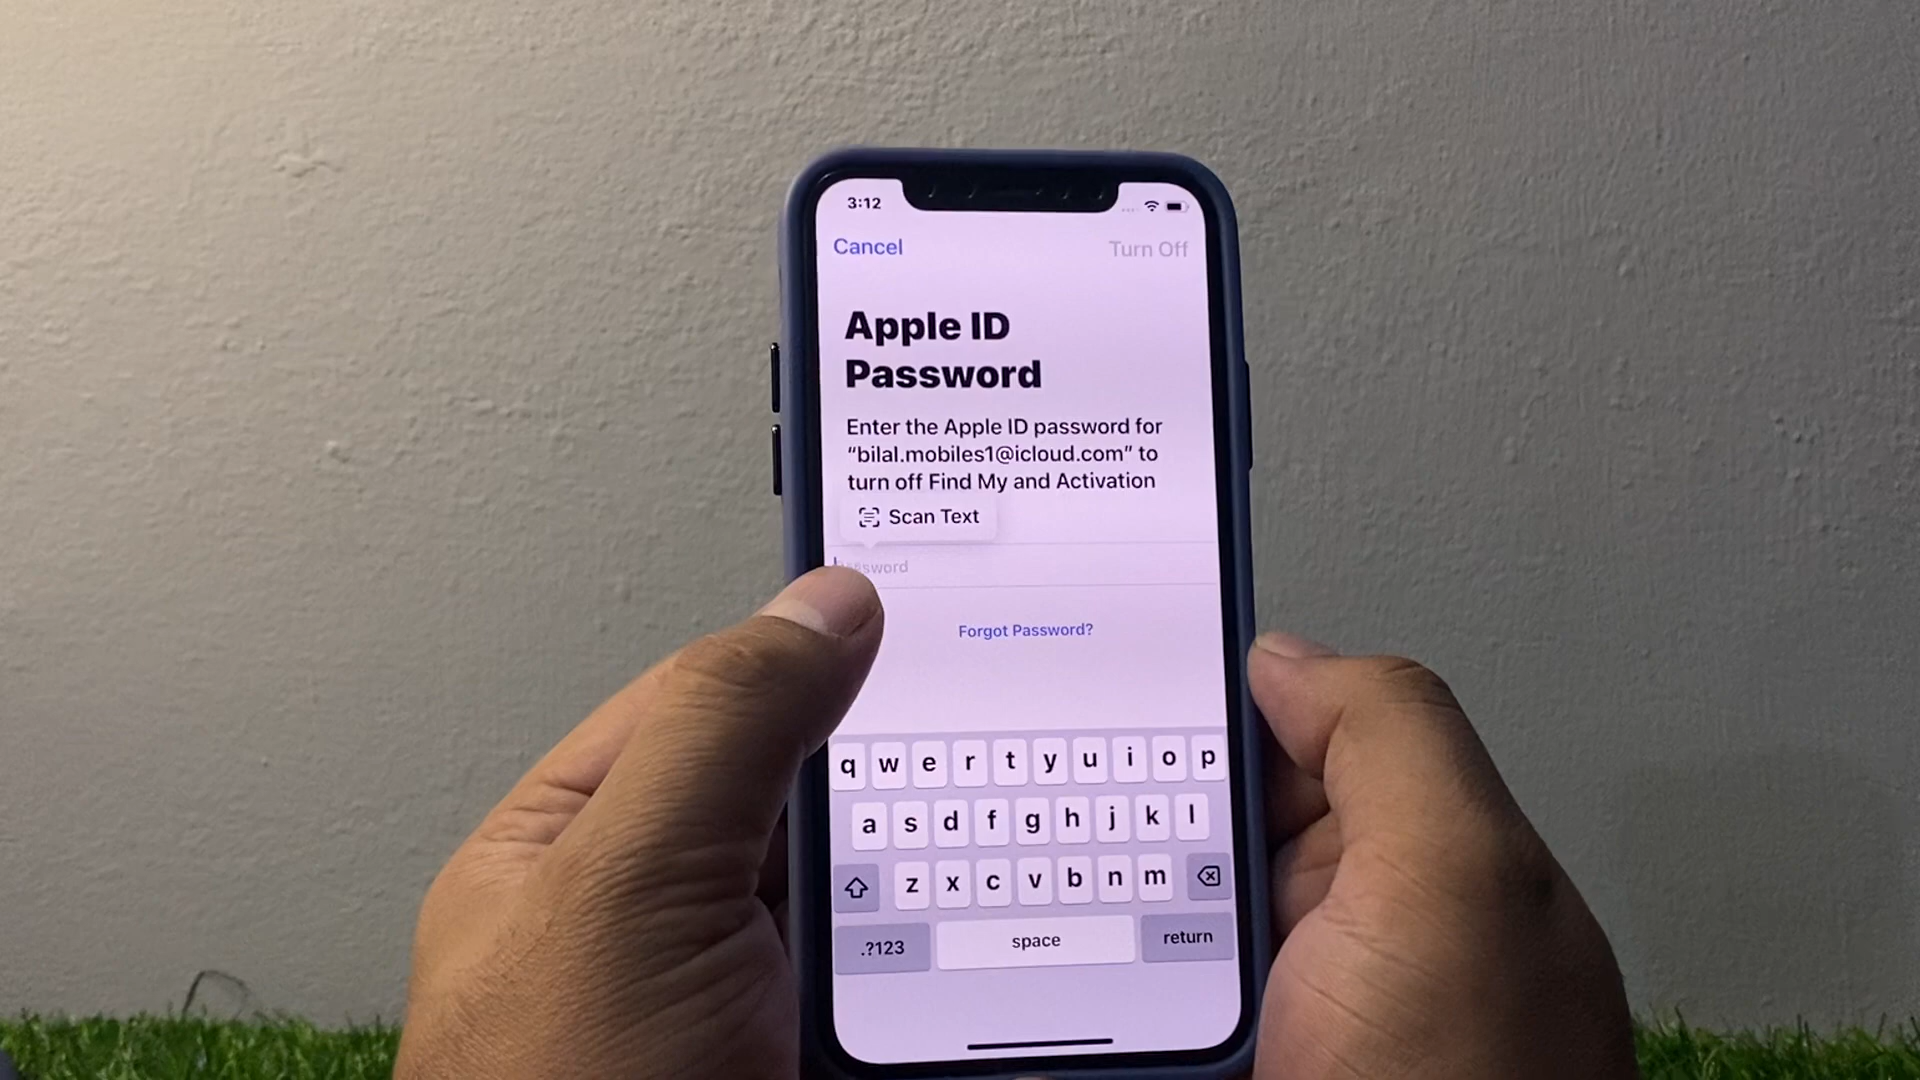 3:12
Cancel
Turn Off
Apple ID
Password
Enter the Apple ID password for
“bilal.mobiles1@icloud.com” to
turn off Find My and Activation
Scan Text
Forgot Password?
q w e r t y u i o p
a s d f g h j k l
z x c v b n m
.?123
space
return